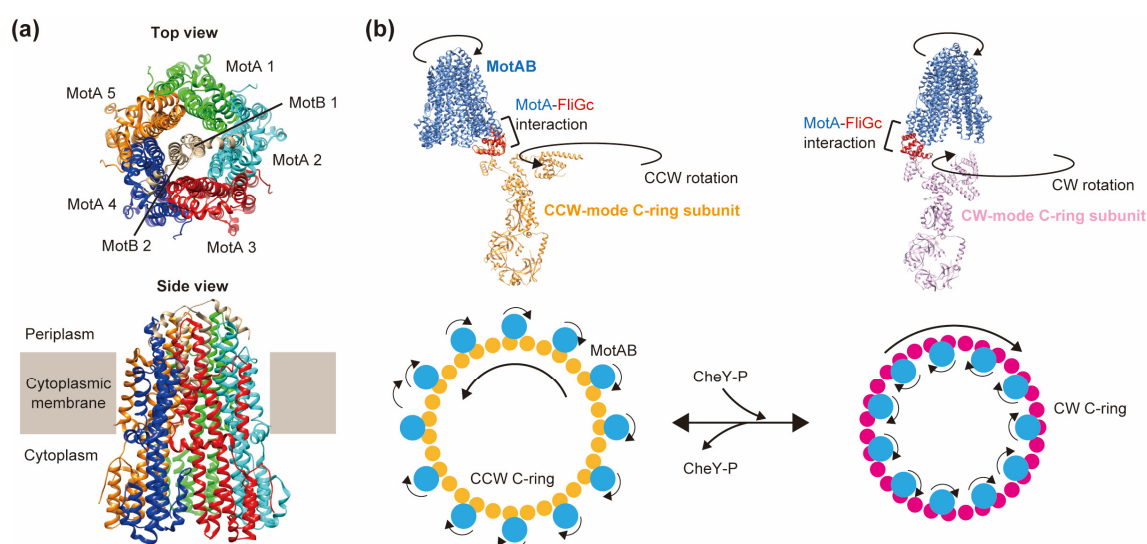 (a)
Top view
MotA 1
MotA 5
MotB 1
MotA 2
MotA 4
MotB 2
MotA 3
Side view
Periplasm
Cytoplasmic
membrane
Cytoplasm
(b)
MotAB
MotA-FliGc
interaction
CCW rotation
CCW-mode C-ring subunit
MotA-FliGc
interaction
CW rotation
CW-mode C-ring subunit
MotAB
CCW C-ring
CheY-P
CheY-P
CW C-ring